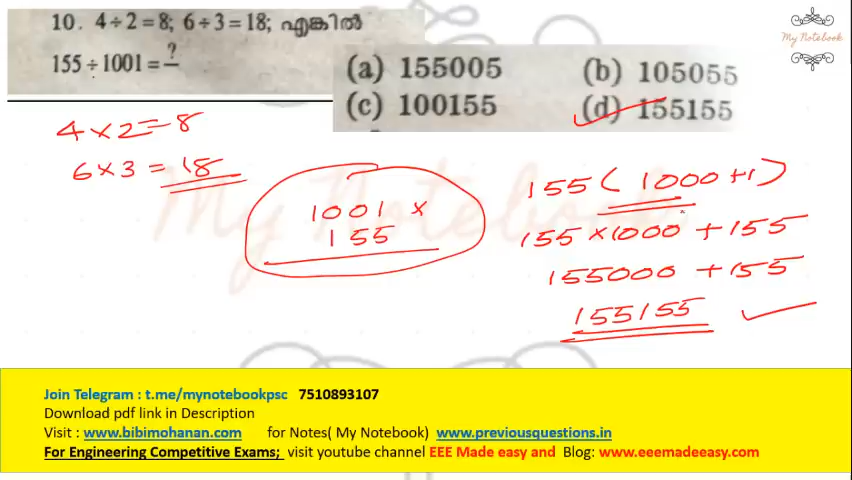 10. 4 ÷ 2 = 8; 6 ÷ 3 = 18; എങ്കിൽ
155 ÷ 1001 = ?
(a) 155005 (b) 105055
(c) 100155 (d) 155155
My Notebook
4 × 2 = 8
6 × 3 = 18
1001 ×
155
155 ( 1000 + 1 )
155 × 1000 + 155
155000 + 155
155155
My Notebook
Join Telegram : t.me/mynotebookpsc 7510893107
Download pdf link in Description
Visit : www.bibimohanan.com for Notes( My Notebook) www.previousquestions.in
For Engineering Competitive Exams; visit youtube channel EEE Made easy and Blog: www.eeemadeeasy.com